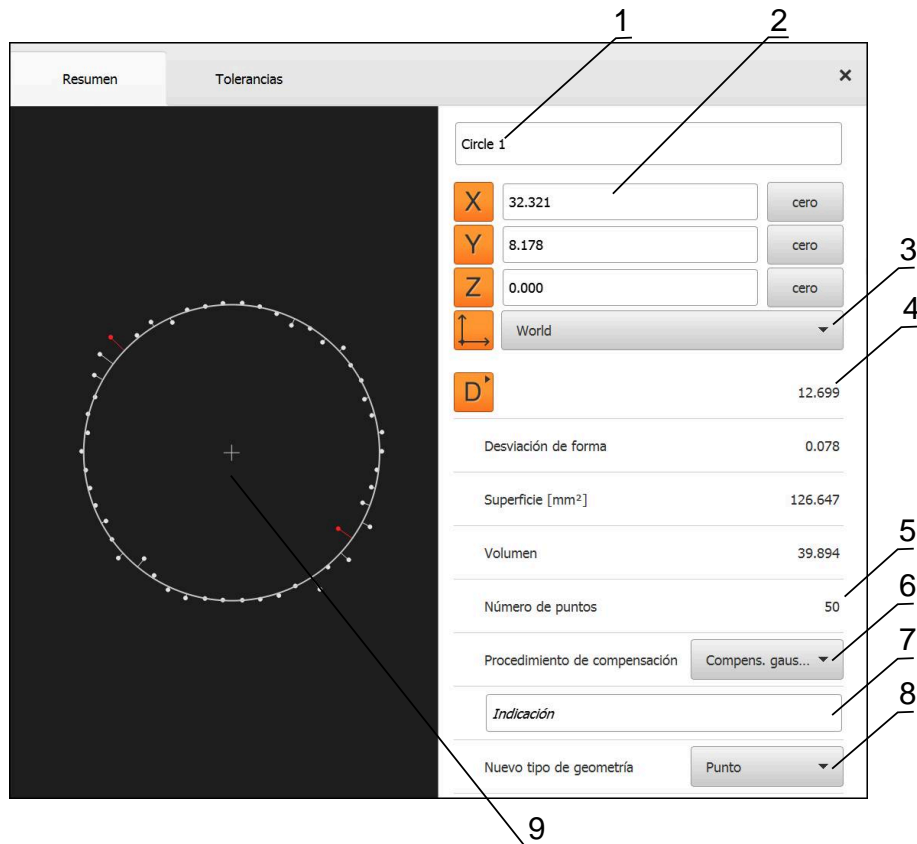 1 2
Resumen Tolerancias ×
Circle 1
X 32.321 cero
Y 8.178 cero
3
Z 0.000 cero
World
4
D 12.699
Desviación de forma 0.078
Superficie [mm²] 126.647
5
Volumen 39.894
6
Número de puntos 50
7
Procedimiento de compensación Compens. gaus...
8
Indicación
Nuevo tipo de geometría Punto
9